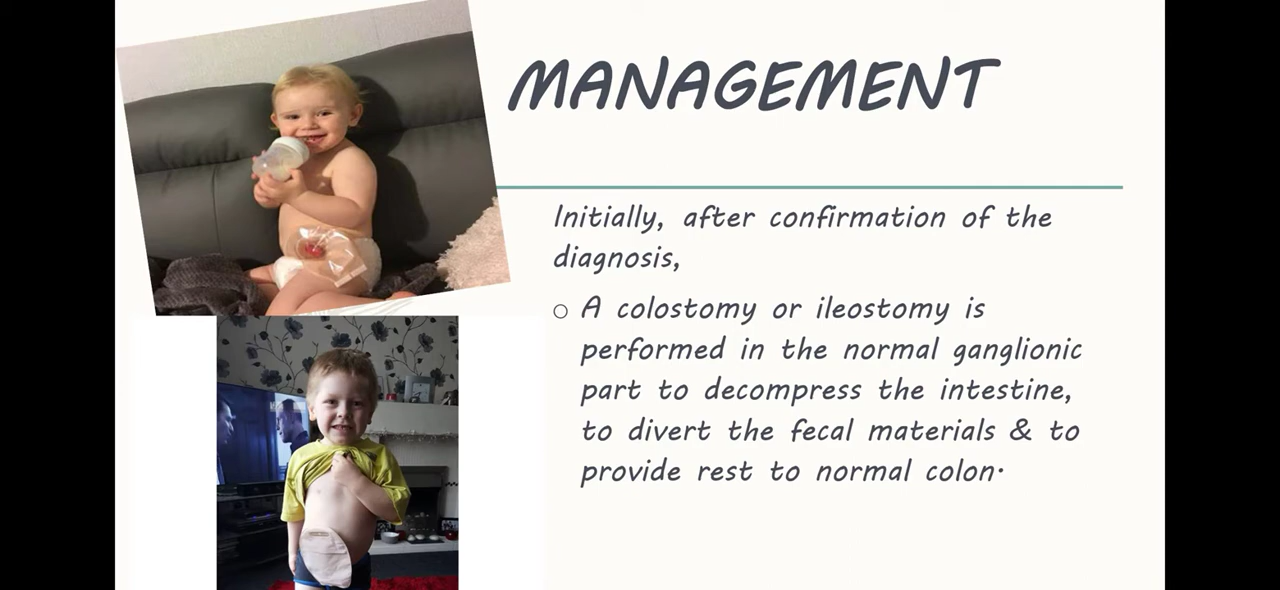 MANAGEMENT
Initially, after confirmation of the
diagnosis,
○ A colostomy or ileostomy is
performed in the normal ganglionic
part to decompress the intestine,
to divert the fecal materials & to
provide rest to normal colon·